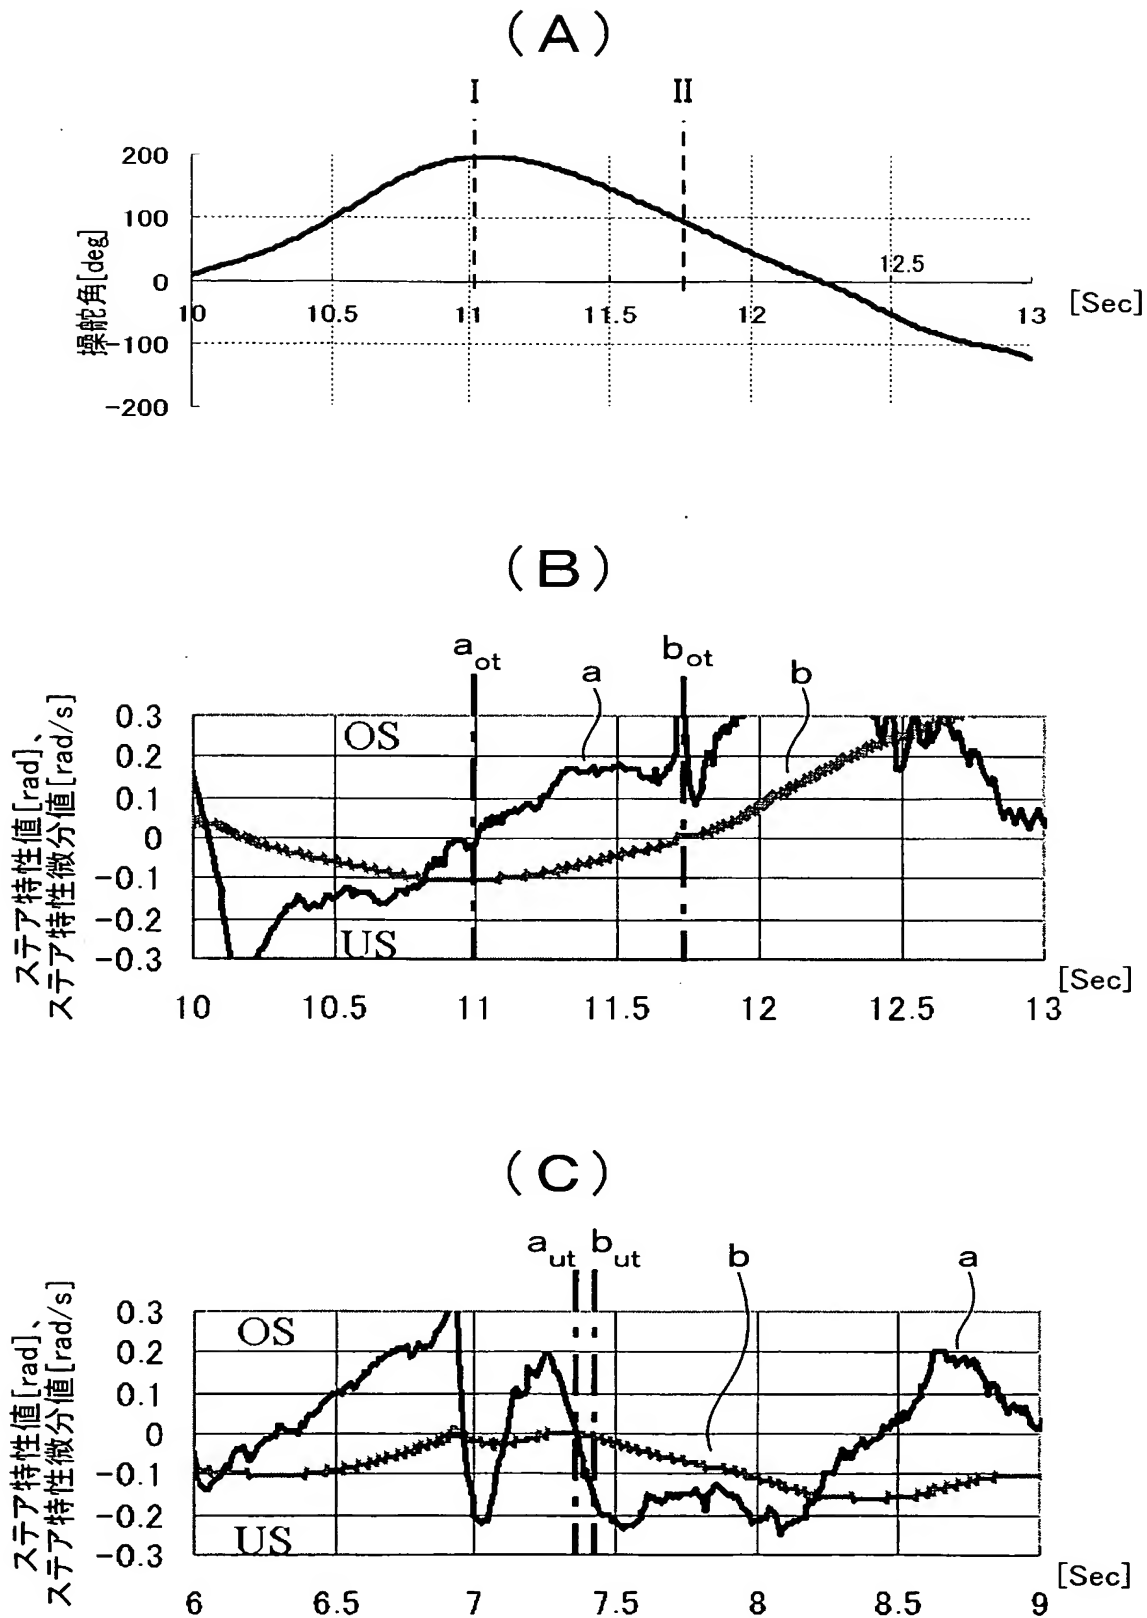 (A)
I II
操舵角[deg]
200
100
0
-100
-200
12.5
10 10.5 11 11.5 12 13 [Sec]
(B)
a_ot a b_ot b
ステア特性値[rad]、
ステア特性微分値[rad/s]
OS
US
0.3
0.2
0.1
0
-0.1
-0.2
-0.3
10 10.5 11 11.5 12 12.5 13 [Sec]
(C)
a_ut b_ut b a
ステア特性値[rad]、
ステア特性微分値[rad/s]
OS
US
0.3
0.2
0.1
0
-0.1
-0.2
-0.3
6 6.5 7 7.5 8 8.5 9 [Sec]